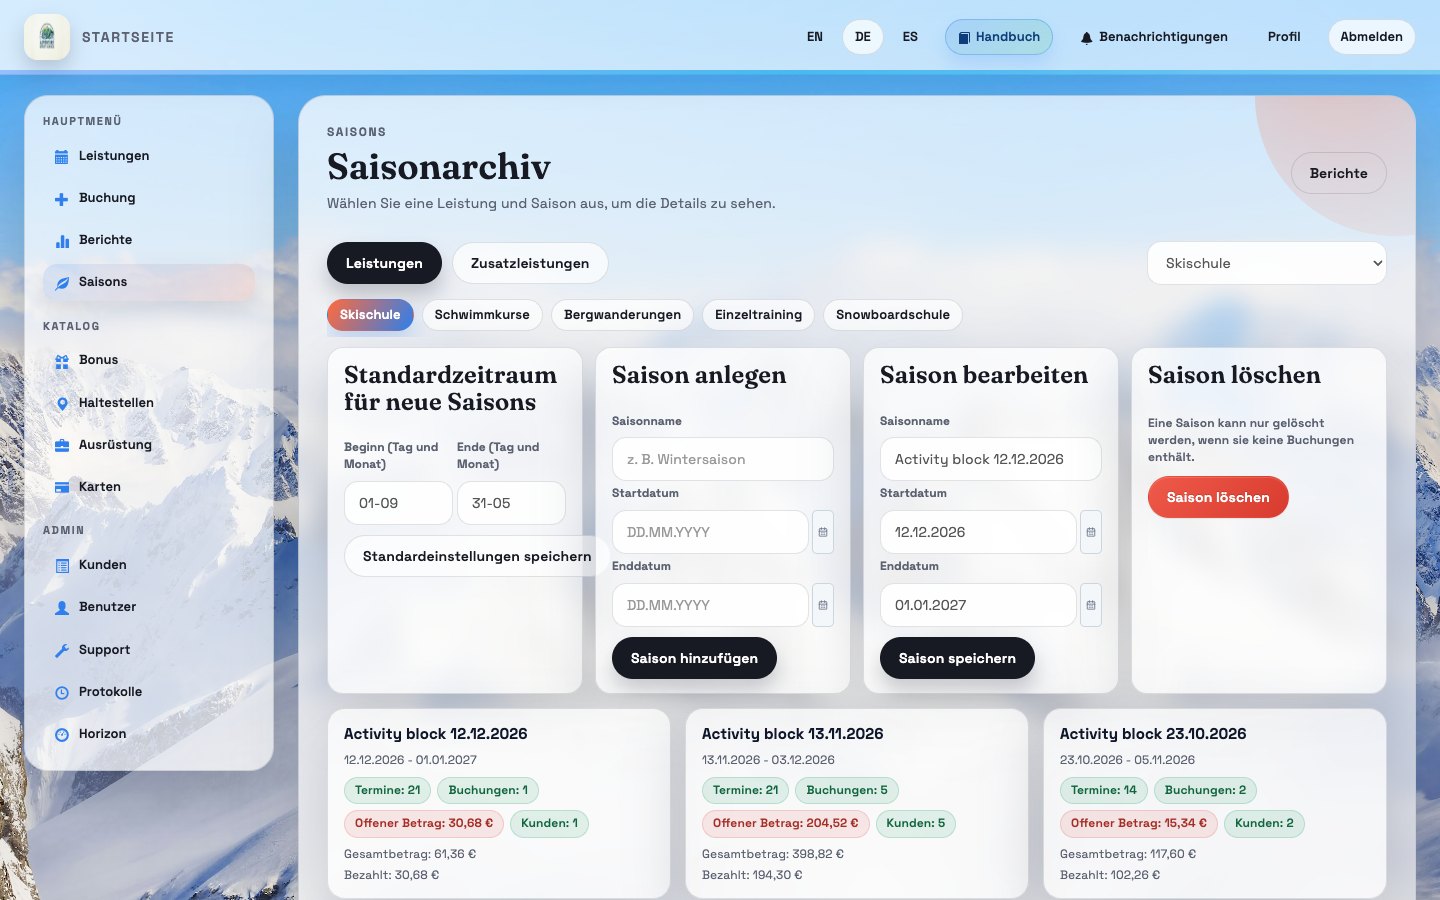 STARTSEITE
EN
DE
ES
Handbuch
Benachrichtigungen
Profil
Abmelden
HAUPTMENÜ
Leistungen
Buchung
Berichte
Saisons
KATALOG
Bonus
Haltestellen
Ausrüstung
Karten
ADMIN
Kunden
Benutzer
Support
Protokolle
Horizon
SAISONS
Saisonarchiv
Wählen Sie eine Leistung und Saison aus, um die Details zu sehen.
Berichte
Leistungen
Zusatzleistungen
Skischule
Skischule
Schwimmkurse
Bergwanderungen
Einzeltraining
Snowboardschule
Standardzeitraum
für neue Saisons
Beginn (Tag und
Monat)
Ende (Tag und
Monat)
01-09
31-05
Standardeinstellungen speichern
Saison anlegen
Saisonname
z. B. Wintersaison
Startdatum
DD.MM.YYYY
Enddatum
DD.MM.YYYY
Saison hinzufügen
Saison bearbeiten
Saisonname
Activity block 12.12.2026
Startdatum
12.12.2026
Enddatum
01.01.2027
Saison speichern
Saison löschen
Eine Saison kann nur gelöscht
werden, wenn sie keine Buchungen
enthält.
Saison löschen
Activity block 12.12.2026
12.12.2026 - 01.01.2027
Termine: 21
Buchungen: 1
Offener Betrag: 30,68 €
Kunden: 1
Gesamtbetrag: 61,36 €
Bezahlt: 30,68 €
Activity block 13.11.2026
13.11.2026 - 03.12.2026
Termine: 21
Buchungen: 5
Offener Betrag: 204,52 €
Kunden: 5
Gesamtbetrag: 398,82 €
Bezahlt: 194,30 €
Activity block 23.10.2026
23.10.2026 - 05.11.2026
Termine: 14
Buchungen: 2
Offener Betrag: 15,34 €
Kunden: 2
Gesamtbetrag: 117,60 €
Bezahlt: 102,26 €